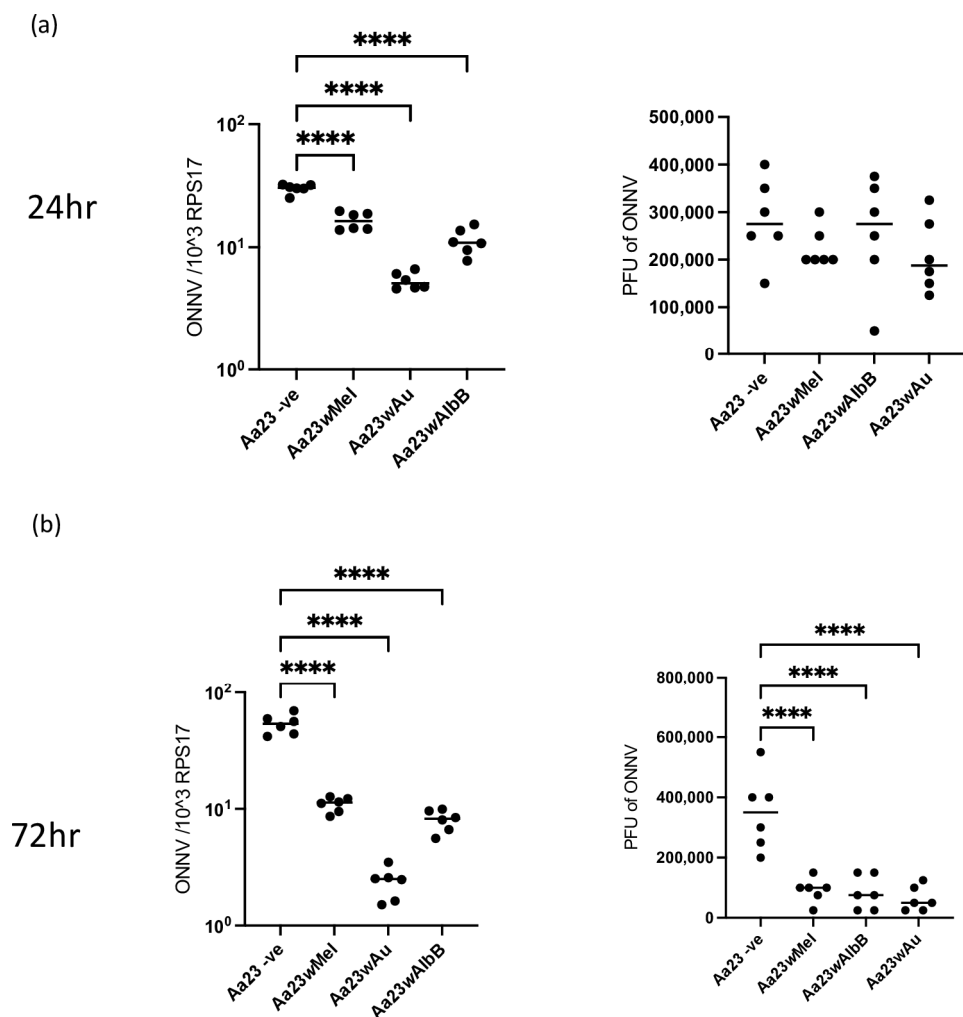 (a)
24hr
****
****
****
10^2
10^1
10^0
ONNV /10^3 RPS17
Aa23 -ve
Aa23wMel
Aa23wAu
Aa23wAlbB
500,000
400,000
300,000
200,000
100,000
0
PFU of ONNV
Aa23 -ve
Aa23wMel
Aa23wAlbB
Aa23wAu
(b)
72hr
****
****
****
10^2
10^1
10^0
ONNV /10^3 RPS17
Aa23 -ve
Aa23wMel
Aa23wAu
Aa23wAlbB
****
****
****
800,000
600,000
400,000
200,000
0
PFU of ONNV
Aa23 -ve
Aa23wMel
Aa23wAlbB
Aa23wAu